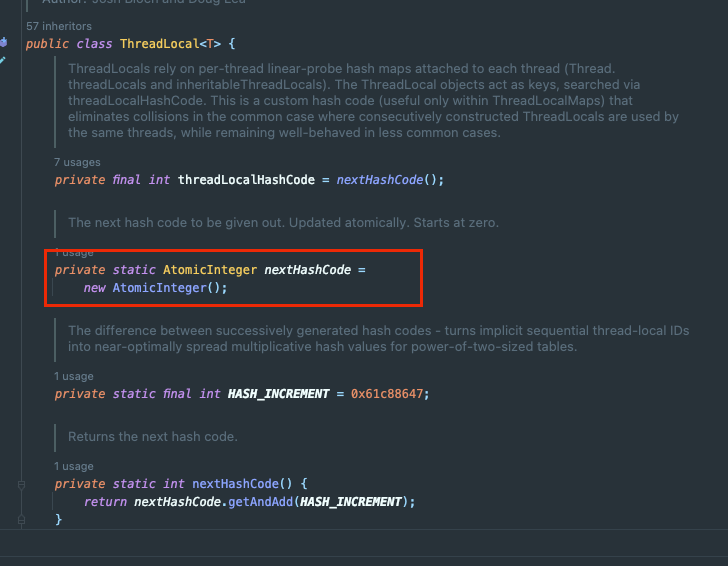 Author: Josh Bloch and Doug Lea
57 inheritors
public class ThreadLocal<T> {
ThreadLocals rely on per-thread linear-probe hash maps attached to each thread (Thread.
threadLocals and inheritableThreadLocals). The ThreadLocal objects act as keys, searched via
threadLocalHashCode. This is a custom hash code (useful only within ThreadLocalMaps) that
eliminates collisions in the common case where consecutively constructed ThreadLocals are used by
the same threads, while remaining well-behaved in less common cases.
7 usages
private final int threadLocalHashCode = nextHashCode();
The next hash code to be given out. Updated atomically. Starts at zero.
1 usage
private static AtomicInteger nextHashCode =
new AtomicInteger();
The difference between successively generated hash codes - turns implicit sequential thread-local IDs
into near-optimally spread multiplicative hash values for power-of-two-sized tables.
1 usage
private static final int HASH_INCREMENT = 0x61c88647;
Returns the next hash code.
1 usage
private static int nextHashCode() {
return nextHashCode.getAndAdd(HASH_INCREMENT);
}